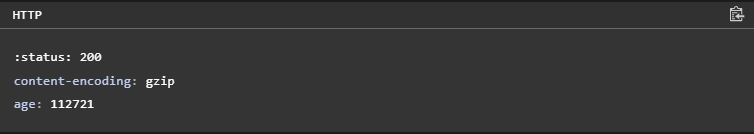 HTTP
:status: 200
content-encoding: gzip
age: 112721